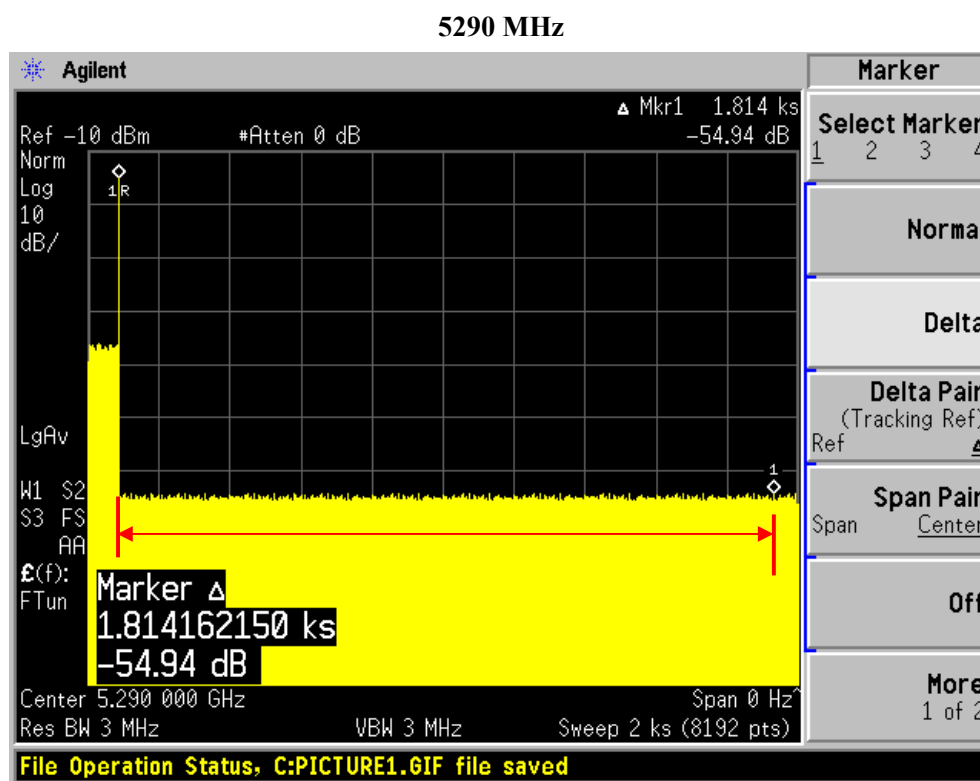 5290 MHz
Agilent
Marker
Δ Mkr1 1.814 ks
Ref -10 dBm #Atten 0 dB -54.94 dB
Norm
Log
10
dB/
1R
LgAv
1
W1 S2
S3 FS
AA
£(f):
FTun
Marker Δ
1.814162150 ks
-54.94 dB
Center 5.290 000 GHz Span 0 Hz^
Res BW 3 MHz VBW 3 MHz Sweep 2 ks (8192 pts)
File Operation Status, C:PICTURE1.GIF file saved
Select Marker
1 2 3 4
Norma
Delta
Delta Pair
(Tracking Ref)
Ref Δ
Span Pair
Span Center
Off
More
1 of 2